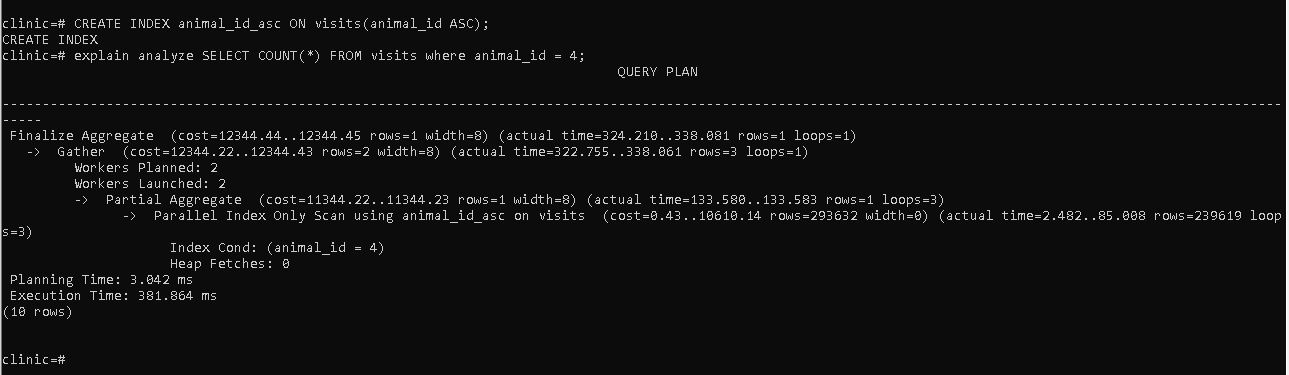 clinic=# CREATE INDEX animal_id_asc ON visits(animal_id ASC);
CREATE INDEX
clinic=# explain analyze SELECT COUNT(*) FROM visits where animal_id = 4;
QUERY PLAN
----------------------------------------------------------------------------------------------------------------------------------------------------------------
-----
Finalize Aggregate  (cost=12344.44..12344.45 rows=1 width=8) (actual time=324.210..338.081 rows=1 loops=1)
->  Gather  (cost=12344.22..12344.43 rows=2 width=8) (actual time=322.755..338.061 rows=3 loops=1)
Workers Planned: 2
Workers Launched: 2
->  Partial Aggregate  (cost=11344.22..11344.23 rows=1 width=8) (actual time=133.580..133.583 rows=1 loops=3)
->  Parallel Index Only Scan using animal_id_asc on visits  (cost=0.43..10610.14 rows=293632 width=0) (actual time=2.482..85.008 rows=239619 loop
s=3)
Index Cond: (animal_id = 4)
Heap Fetches: 0
Planning Time: 3.042 ms
Execution Time: 381.864 ms
(10 rows)
clinic=#